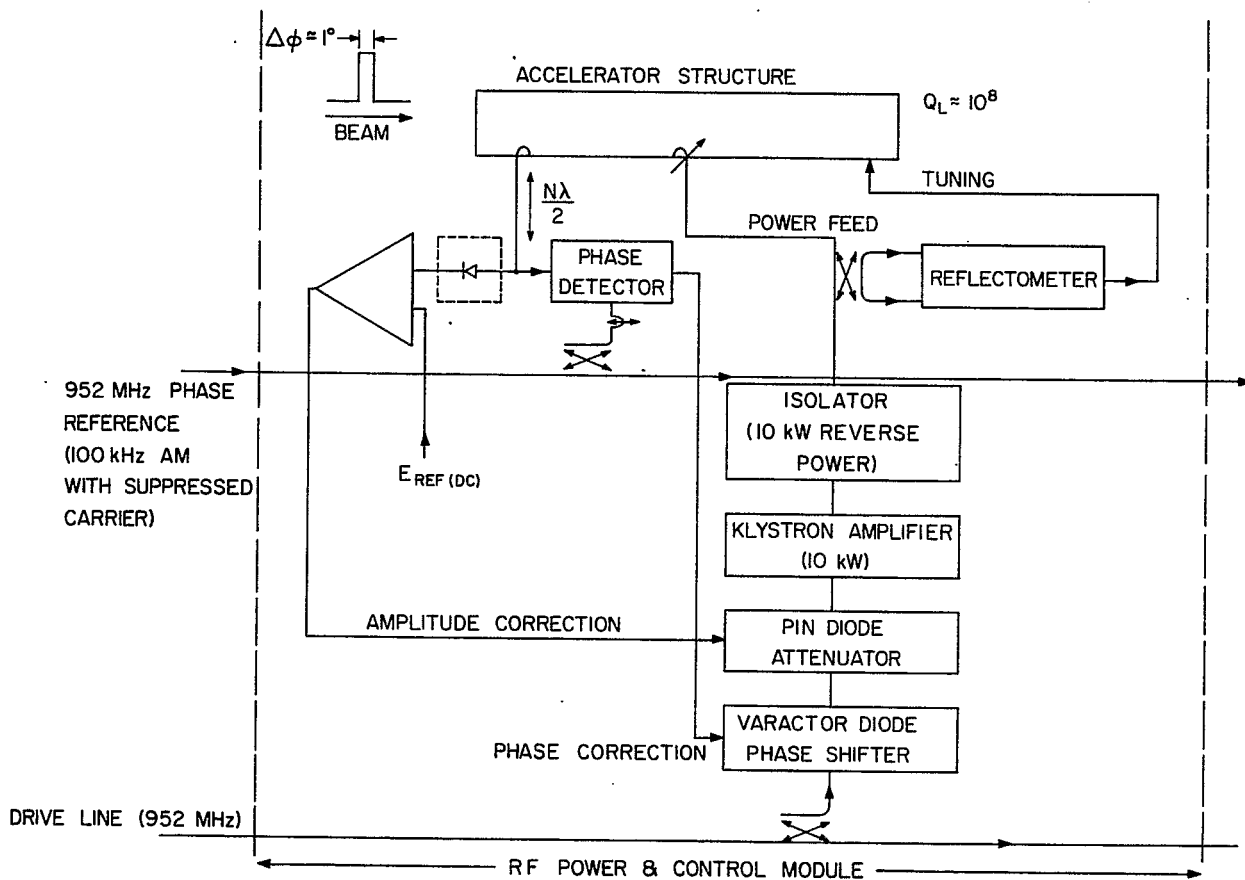 Δϕ≈1°
BEAM
ACCELERATOR STRUCTURE
Q_L ≈ 10⁸
TUNING
Nλ/2
POWER FEED
PHASE
DETECTOR
REFLECTOMETER
952 MHz PHASE
REFERENCE
(100 kHz AM
WITH SUPPRESSED
CARRIER)
E_REF (DC)
ISOLATOR
(10 kW REVERSE
POWER)
KLYSTRON AMPLIFIER
(10 kW)
AMPLITUDE CORRECTION
PIN DIODE
ATTENUATOR
PHASE CORRECTION
VARACTOR DIODE
PHASE SHIFTER
DRIVE LINE (952 MHz)
RF POWER & CONTROL MODULE